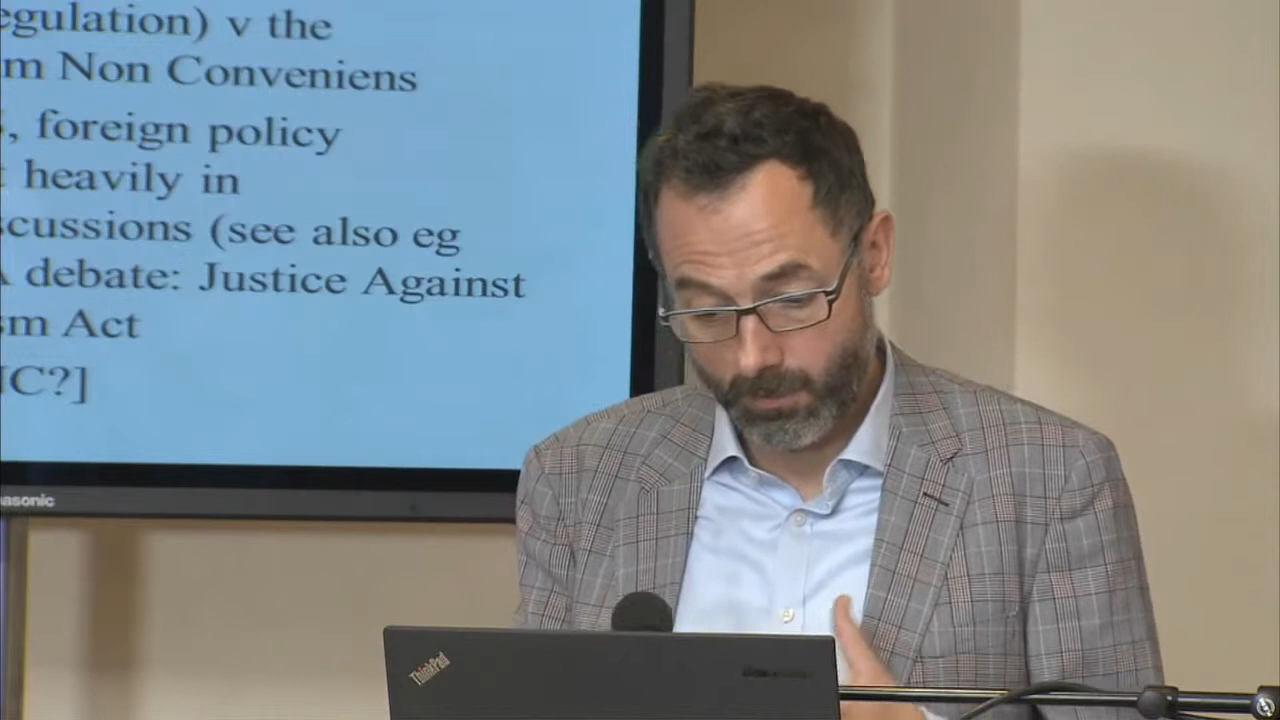 egulation) v the
m Non Conveniens
, foreign policy
heavily in
scussions (see also eg
debate: Justice Against
sm Act
C?]
nasonic
ThinkPad